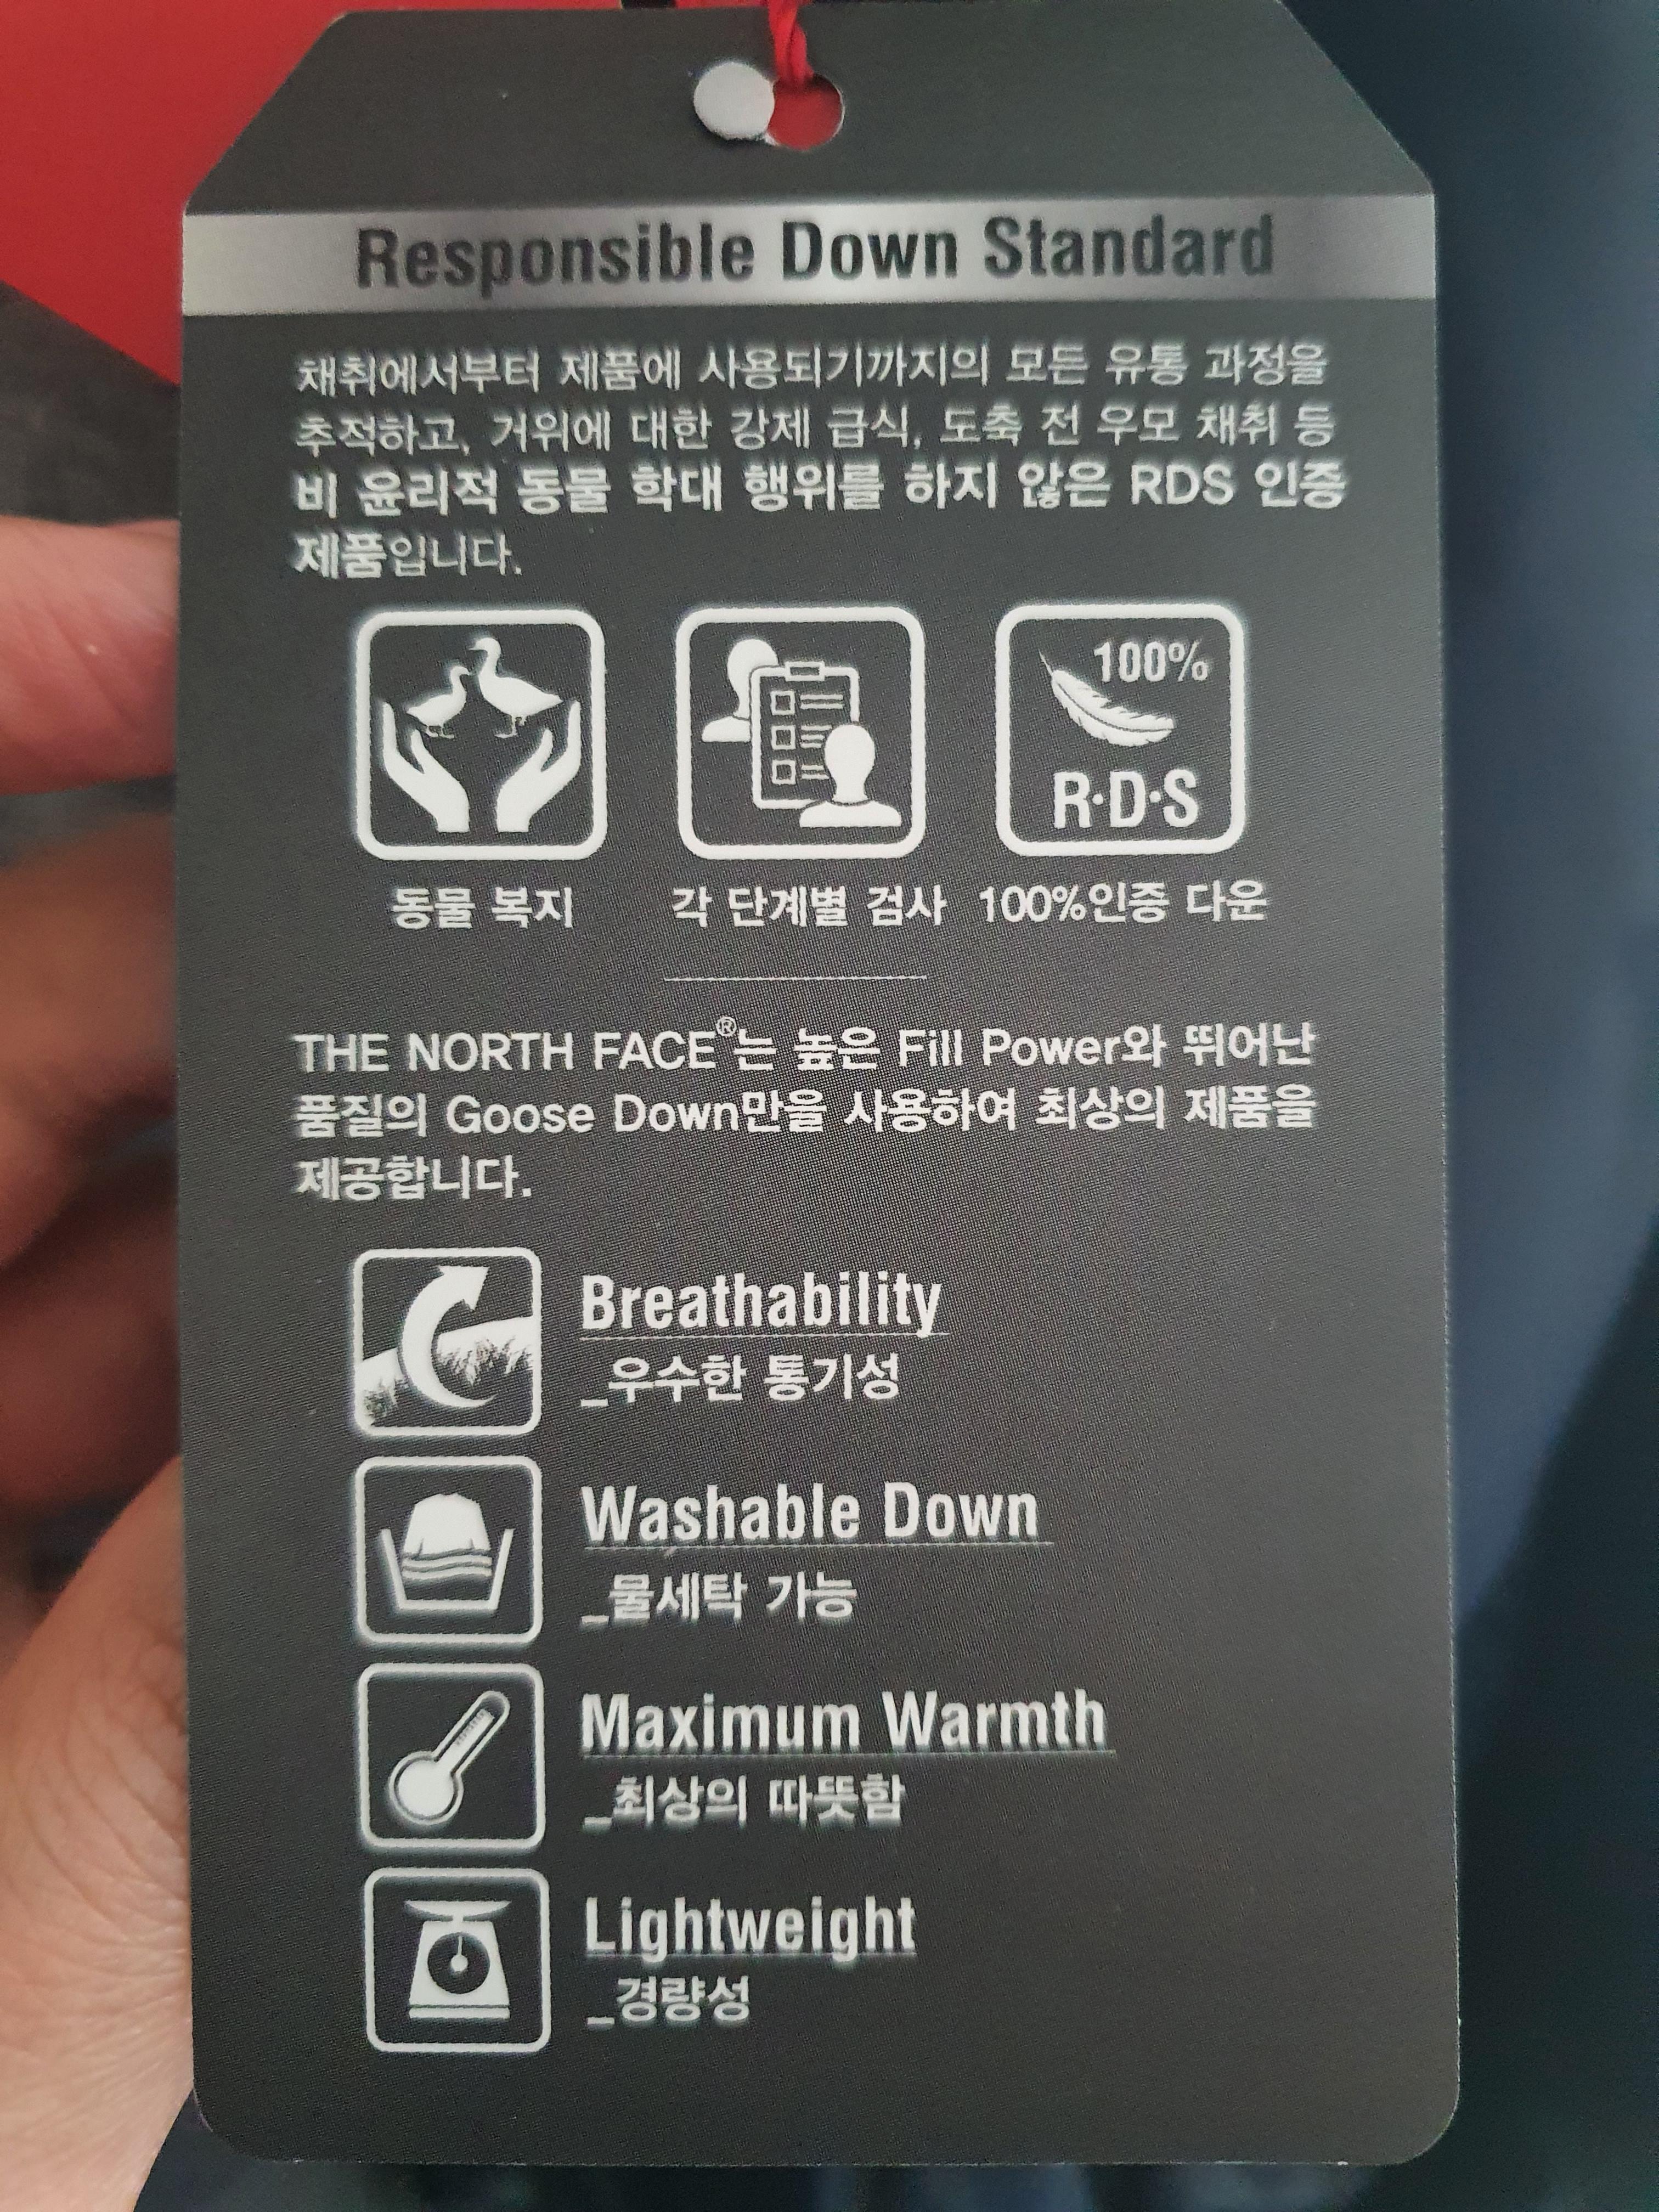 Responsible Down Standard
채취에서부터 제품에 사용되기까지의 모든 유통 과정을
추적하고, 거위에 대한 강제 급식, 도축 전 우모 채취 등
비 윤리적 동물 학대 행위를 하지 않은 RDS 인증
제품입니다.
100%
R·D·S
동물 복지 각 단계별 검사 100%인증 다운
THE NORTH FACE®는 높은 Fill Power와 뛰어난
품질의 Goose Down만을 사용하여 최상의 제품을
제공합니다.
Breathability
_우수한 통기성
Washable Down
_물세탁 가능
Maximum Warmth
_최상의 따뜻함
Lightweight
_경량성